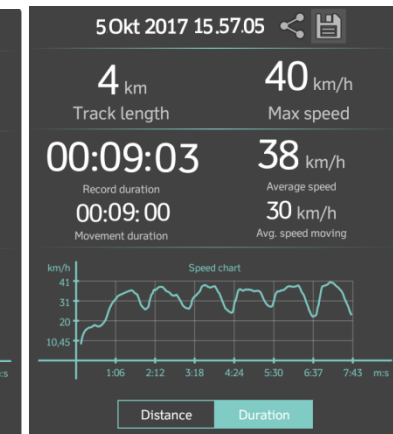 5 Okt 2017 15.57.05
4 km
40 km/h
Track length
Max speed
00:09:03
38 km/h
Record duration
Average speed
00:09:00
30 km/h
Movement duration
Avg. speed moving
km/h
Speed chart
41
31
20
10,45
1:06 2:12 3:18 4:24 5:30 6:37 7:43 m:s
Distance
Duration